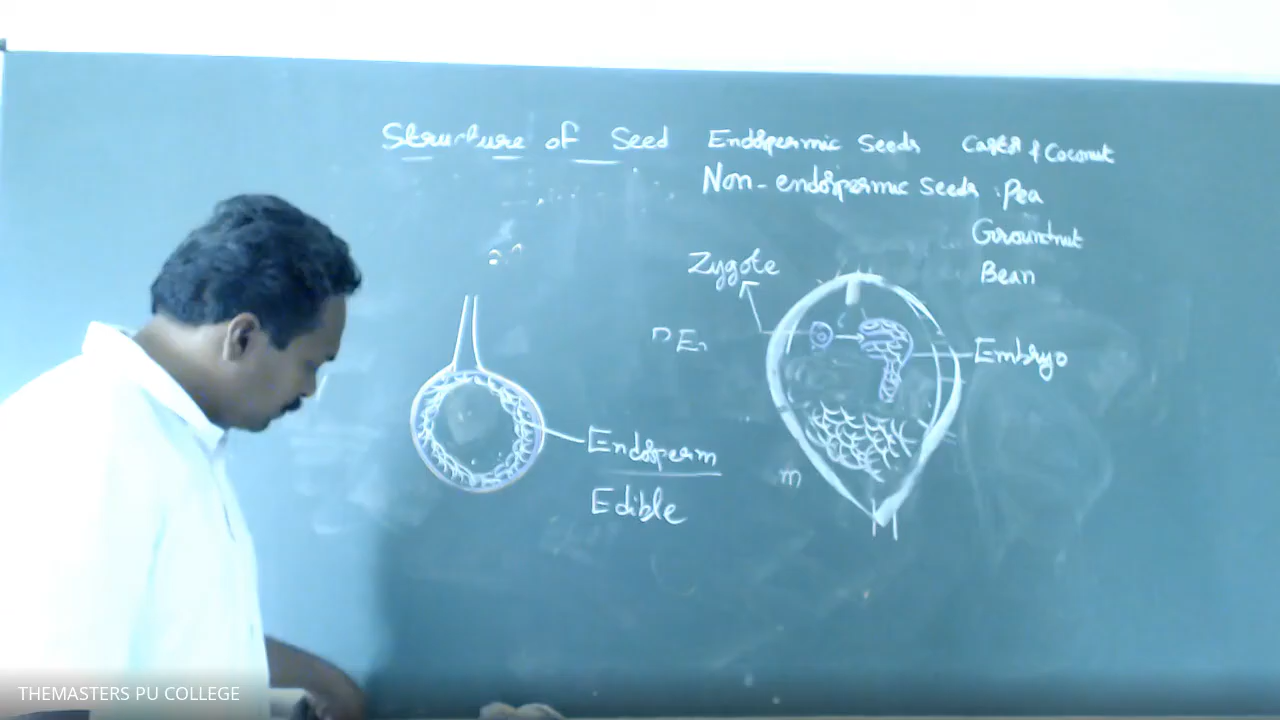 Structure of Seed Endospermic Seeds Castor & Coconut
Non-endospermic Seeds : Pea
Groundnut
Bean
Zygote
Embryo
Endosperm
Edible
THEMASTERS PU COLLEGE